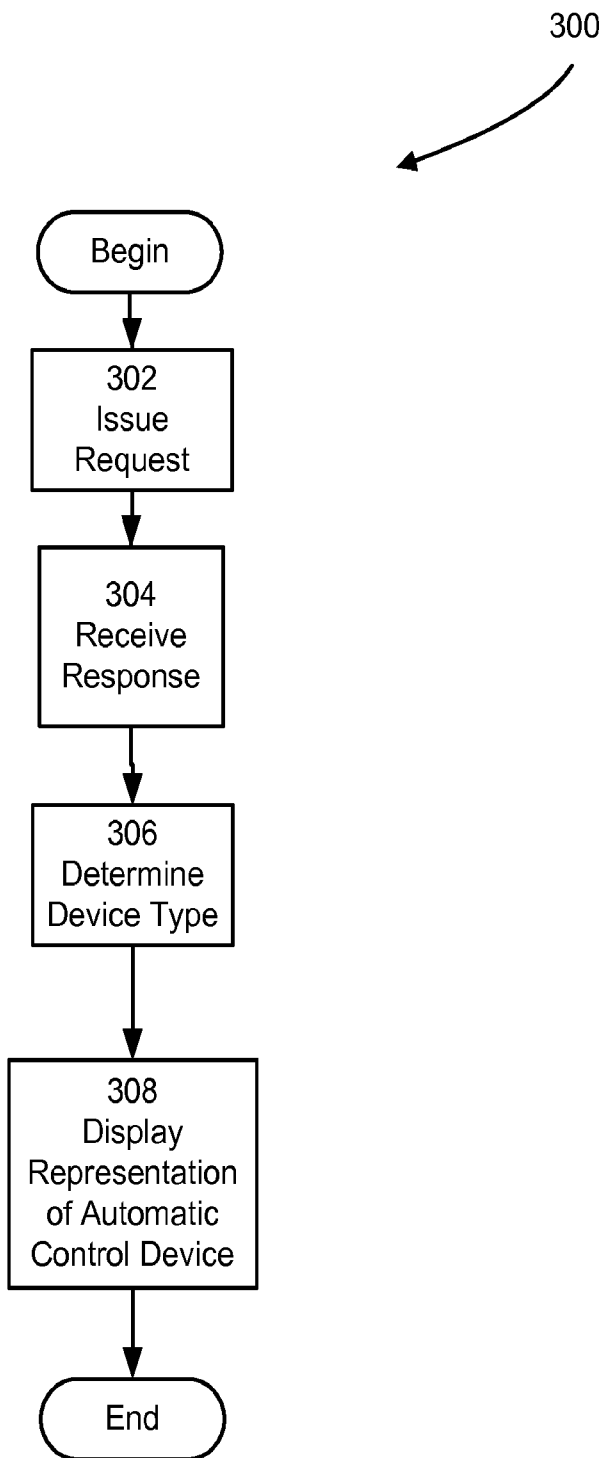 300
Begin
302
Issue
Request
304
Receive
Response
306
Determine
Device Type
308
Display
Representation
of Automatic
Control Device
End